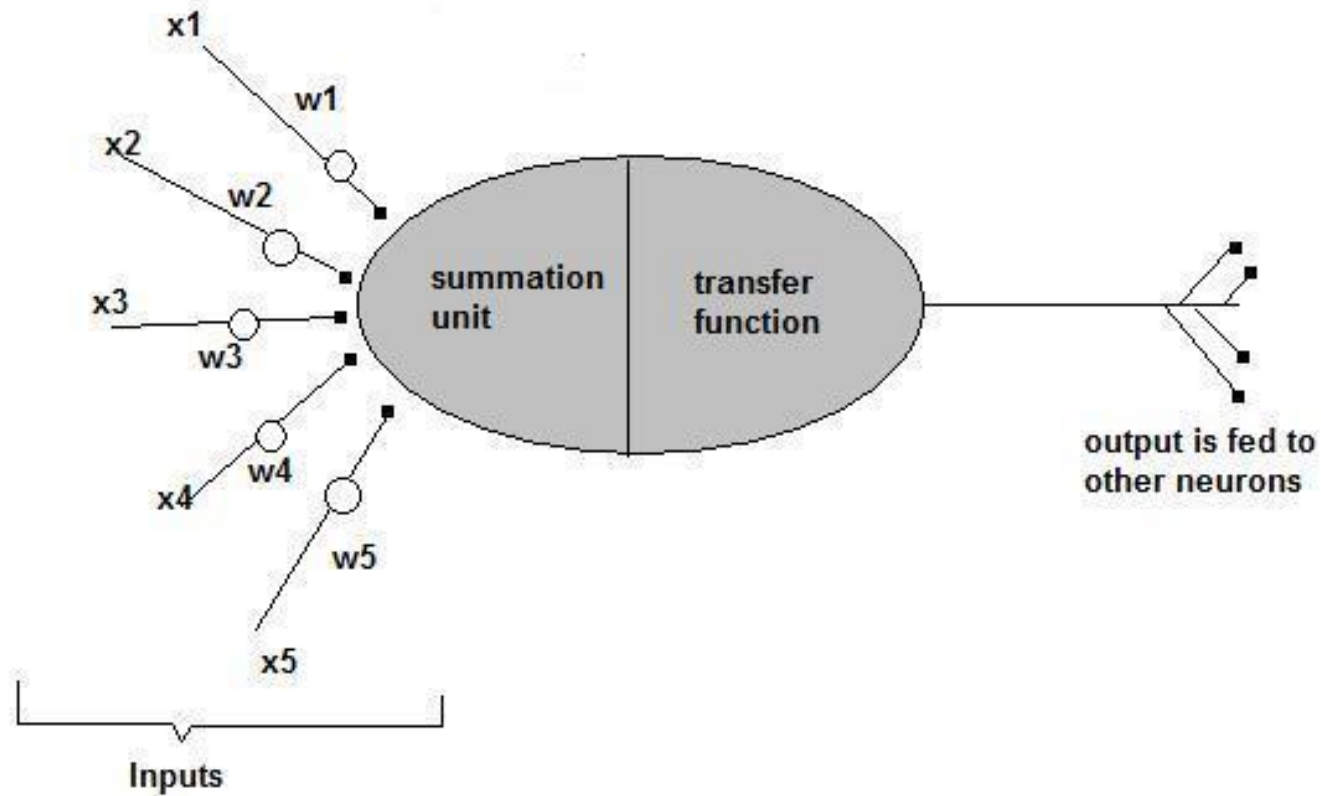 x1
w1
x2
w2
x3
w3
summation
unit
transfer
function
x4
w4
w5
x5
output is fed to
other neurons
Inputs